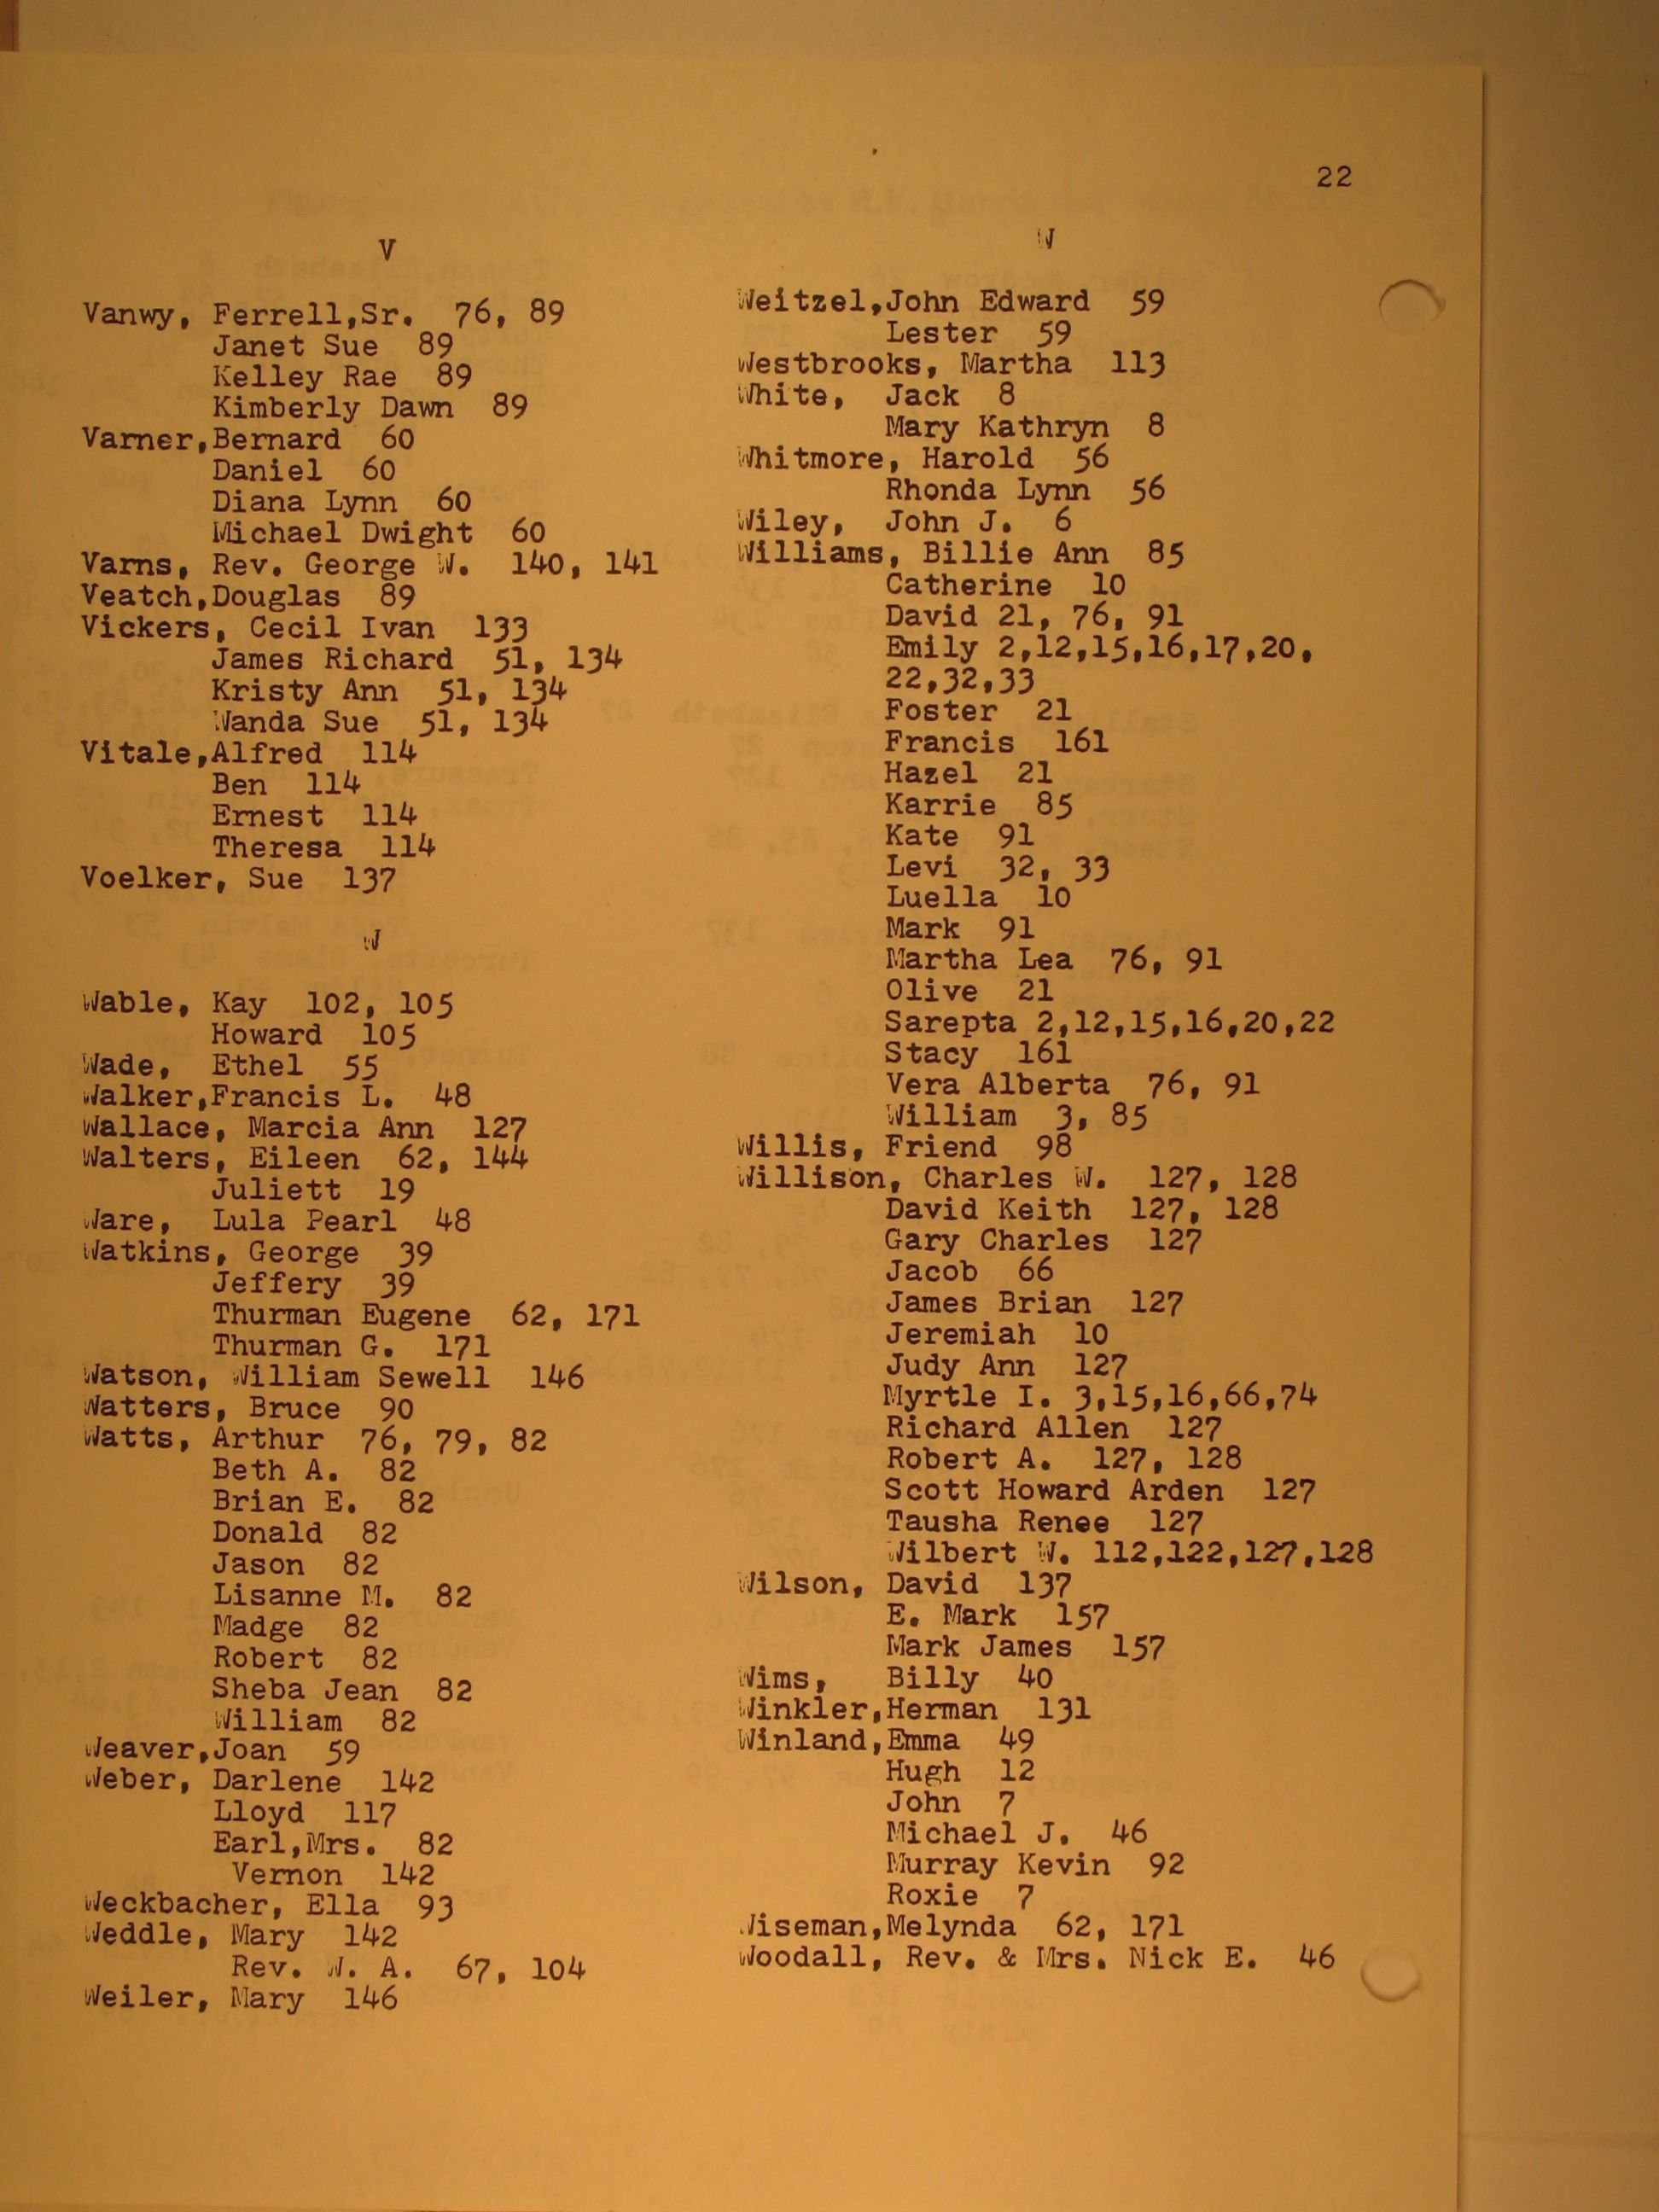 22
V
Vanwy, Ferrell,Sr. 76, 89
Janet Sue 89
Kelley Rae 89
Kimberly Dawn 89
Varner,Bernard 60
Daniel 60
Diana Lynn 60
Michael Dwight 60
Varns, Rev. George W. 140, 141
Veatch,Douglas 89
Vickers, Cecil Ivan 133
James Richard 51, 134
Kristy Ann 51, 134
Wanda Sue 51, 134
Vitale,Alfred 114
Ben 114
Ernest 114
Theresa 114
Voelker, Sue 137
W
Wable, Kay 102, 105
Howard 105
Wade, Ethel 55
Walker,Francis L. 48
Wallace, Marcia Ann 127
Walters, Eileen 62, 144
Juliett 19
Ware, Lula Pearl 48
Watkins, George 39
Jeffery 39
Thurman Eugene 62, 171
Thurman G. 171
Watson, William Sewell 146
Watters, Bruce 90
Watts, Arthur 76, 79, 82
Beth A. 82
Brian E. 82
Donald 82
Jason 82
Lisanne M. 82
Madge 82
Robert 82
Sheba Jean 82
William 82
Weaver,Joan 59
Weber, Darlene 142
Lloyd 117
Earl,Mrs. 82
Vernon 142
Weckbacher, Ella 93
Weddle, Mary 142
Rev. W. A. 67, 104
Weiler, Mary 146
W
Weitzel,John Edward 59
Lester 59
Westbrooks, Martha 113
White, Jack 8
Mary Kathryn 8
Whitmore, Harold 56
Rhonda Lynn 56
Wiley, John J. 6
Williams, Billie Ann 85
Catherine 10
David 21, 76, 91
Emily 2,12,15,16,17,20,
22,32,33
Foster 21
Francis 161
Hazel 21
Karrie 85
Kate 91
Levi 32, 33
Luella 10
Mark 91
Martha Lea 76, 91
Olive 21
Sarepta 2,12,15,16,20,22
Stacy 161
Vera Alberta 76, 91
William 3, 85
Willis, Friend 98
Willison, Charles W. 127, 128
David Keith 127, 128
Gary Charles 127
Jacob 66
James Brian 127
Jeremiah 10
Judy Ann 127
Myrtle I. 3,15,16,66,74
Richard Allen 127
Robert A. 127, 128
Scott Howard Arden 127
Tausha Renee 127
Wilbert W. 112,122,127,128
Wilson, David 137
E. Mark 157
Mark James 157
Wims, Billy 40
Winkler,Herman 131
Winland,Emma 49
Hugh 12
John 7
Michael J. 46
Murray Kevin 92
Roxie 7
Wiseman,Melynda 62, 171
Woodall, Rev. & Mrs. Nick E. 46